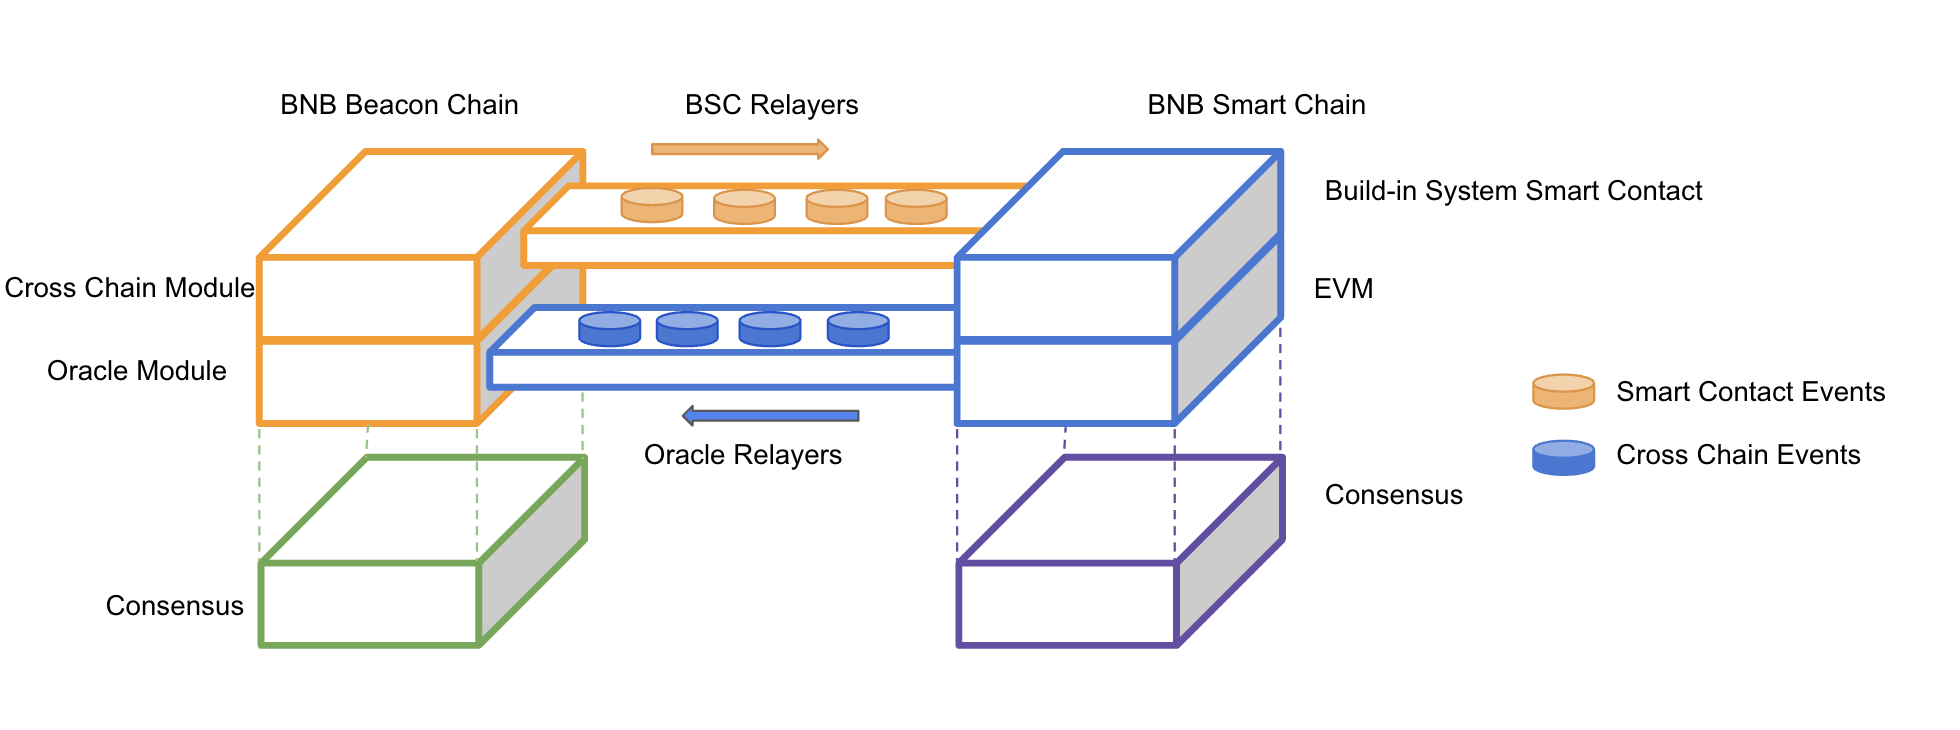 BNB Beacon Chain
BSC Relayers
BNB Smart Chain
Build-in System Smart Contact
Cross Chain Module
EVM
Oracle Module
Smart Contact Events
Oracle Relayers
Cross Chain Events
Consensus
Consensus